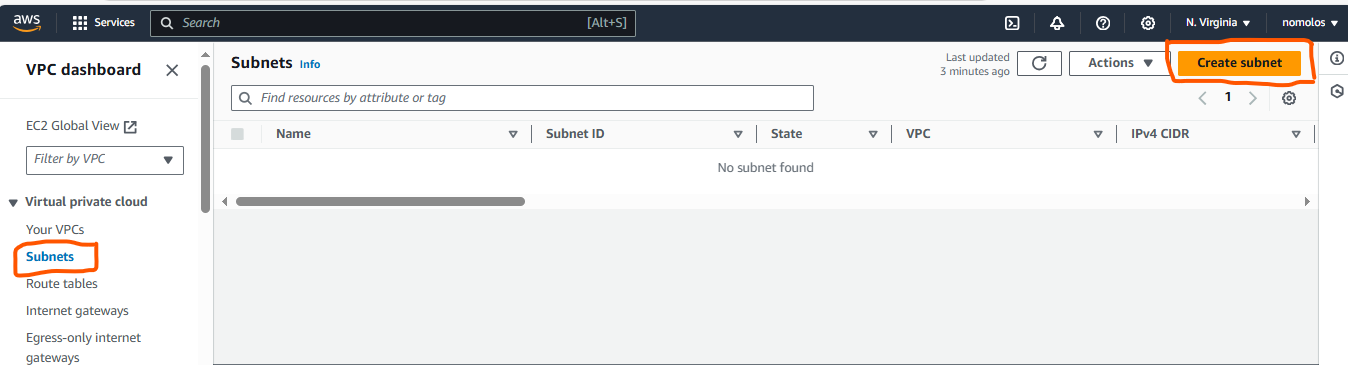 aws Services Search [Alt+S] N. Virginia nomolos
VPC dashboard
EC2 Global View
Filter by VPC
Virtual private cloud
Your VPCs
Subnets
Route tables
Internet gateways
Egress-only internet
gateways
Subnets Info
Last updated
3 minutes ago
Actions
Create subnet
Find resources by attribute or tag
1
Name Subnet ID State VPC IPv4 CIDR
No subnet found